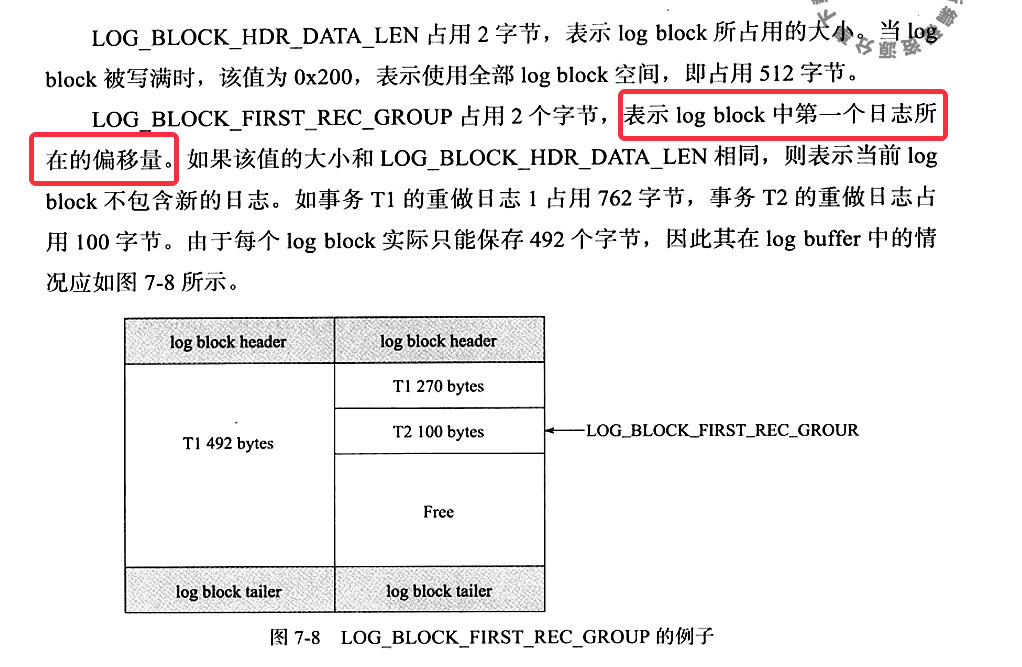 LOG_BLOCK_HDR_DATA_LEN 占用 2 字节，表示 log block 所占用的大小。当 log
block 被写满时，该值为 0x200，表示使用全部 log block 空间，即占用 512 字节。
LOG_BLOCK_FIRST_REC_GROUP 占用 2 个字节，表示 log block 中第一个日志所
在的偏移量。如果该值的大小和 LOG_BLOCK_HDR_DATA_LEN 相同，则表示当前 log
block 不包含新的日志。如事务 T1 的重做日志 1 占用 762 字节，事务 T2 的重做日志占
用 100 字节。由于每个 log block 实际只能保存 492 个字节，因此其在 log buffer 中的情
况应如图 7-8 所示。
log block header
log block header
T1 270 bytes
T1 492 bytes
T2 100 bytes
LOG_BLOCK_FIRST_REC_GROUR
Free
log block tailer
log block tailer
图 7-8 LOG_BLOCK_FIRST_REC_GROUP 的例子